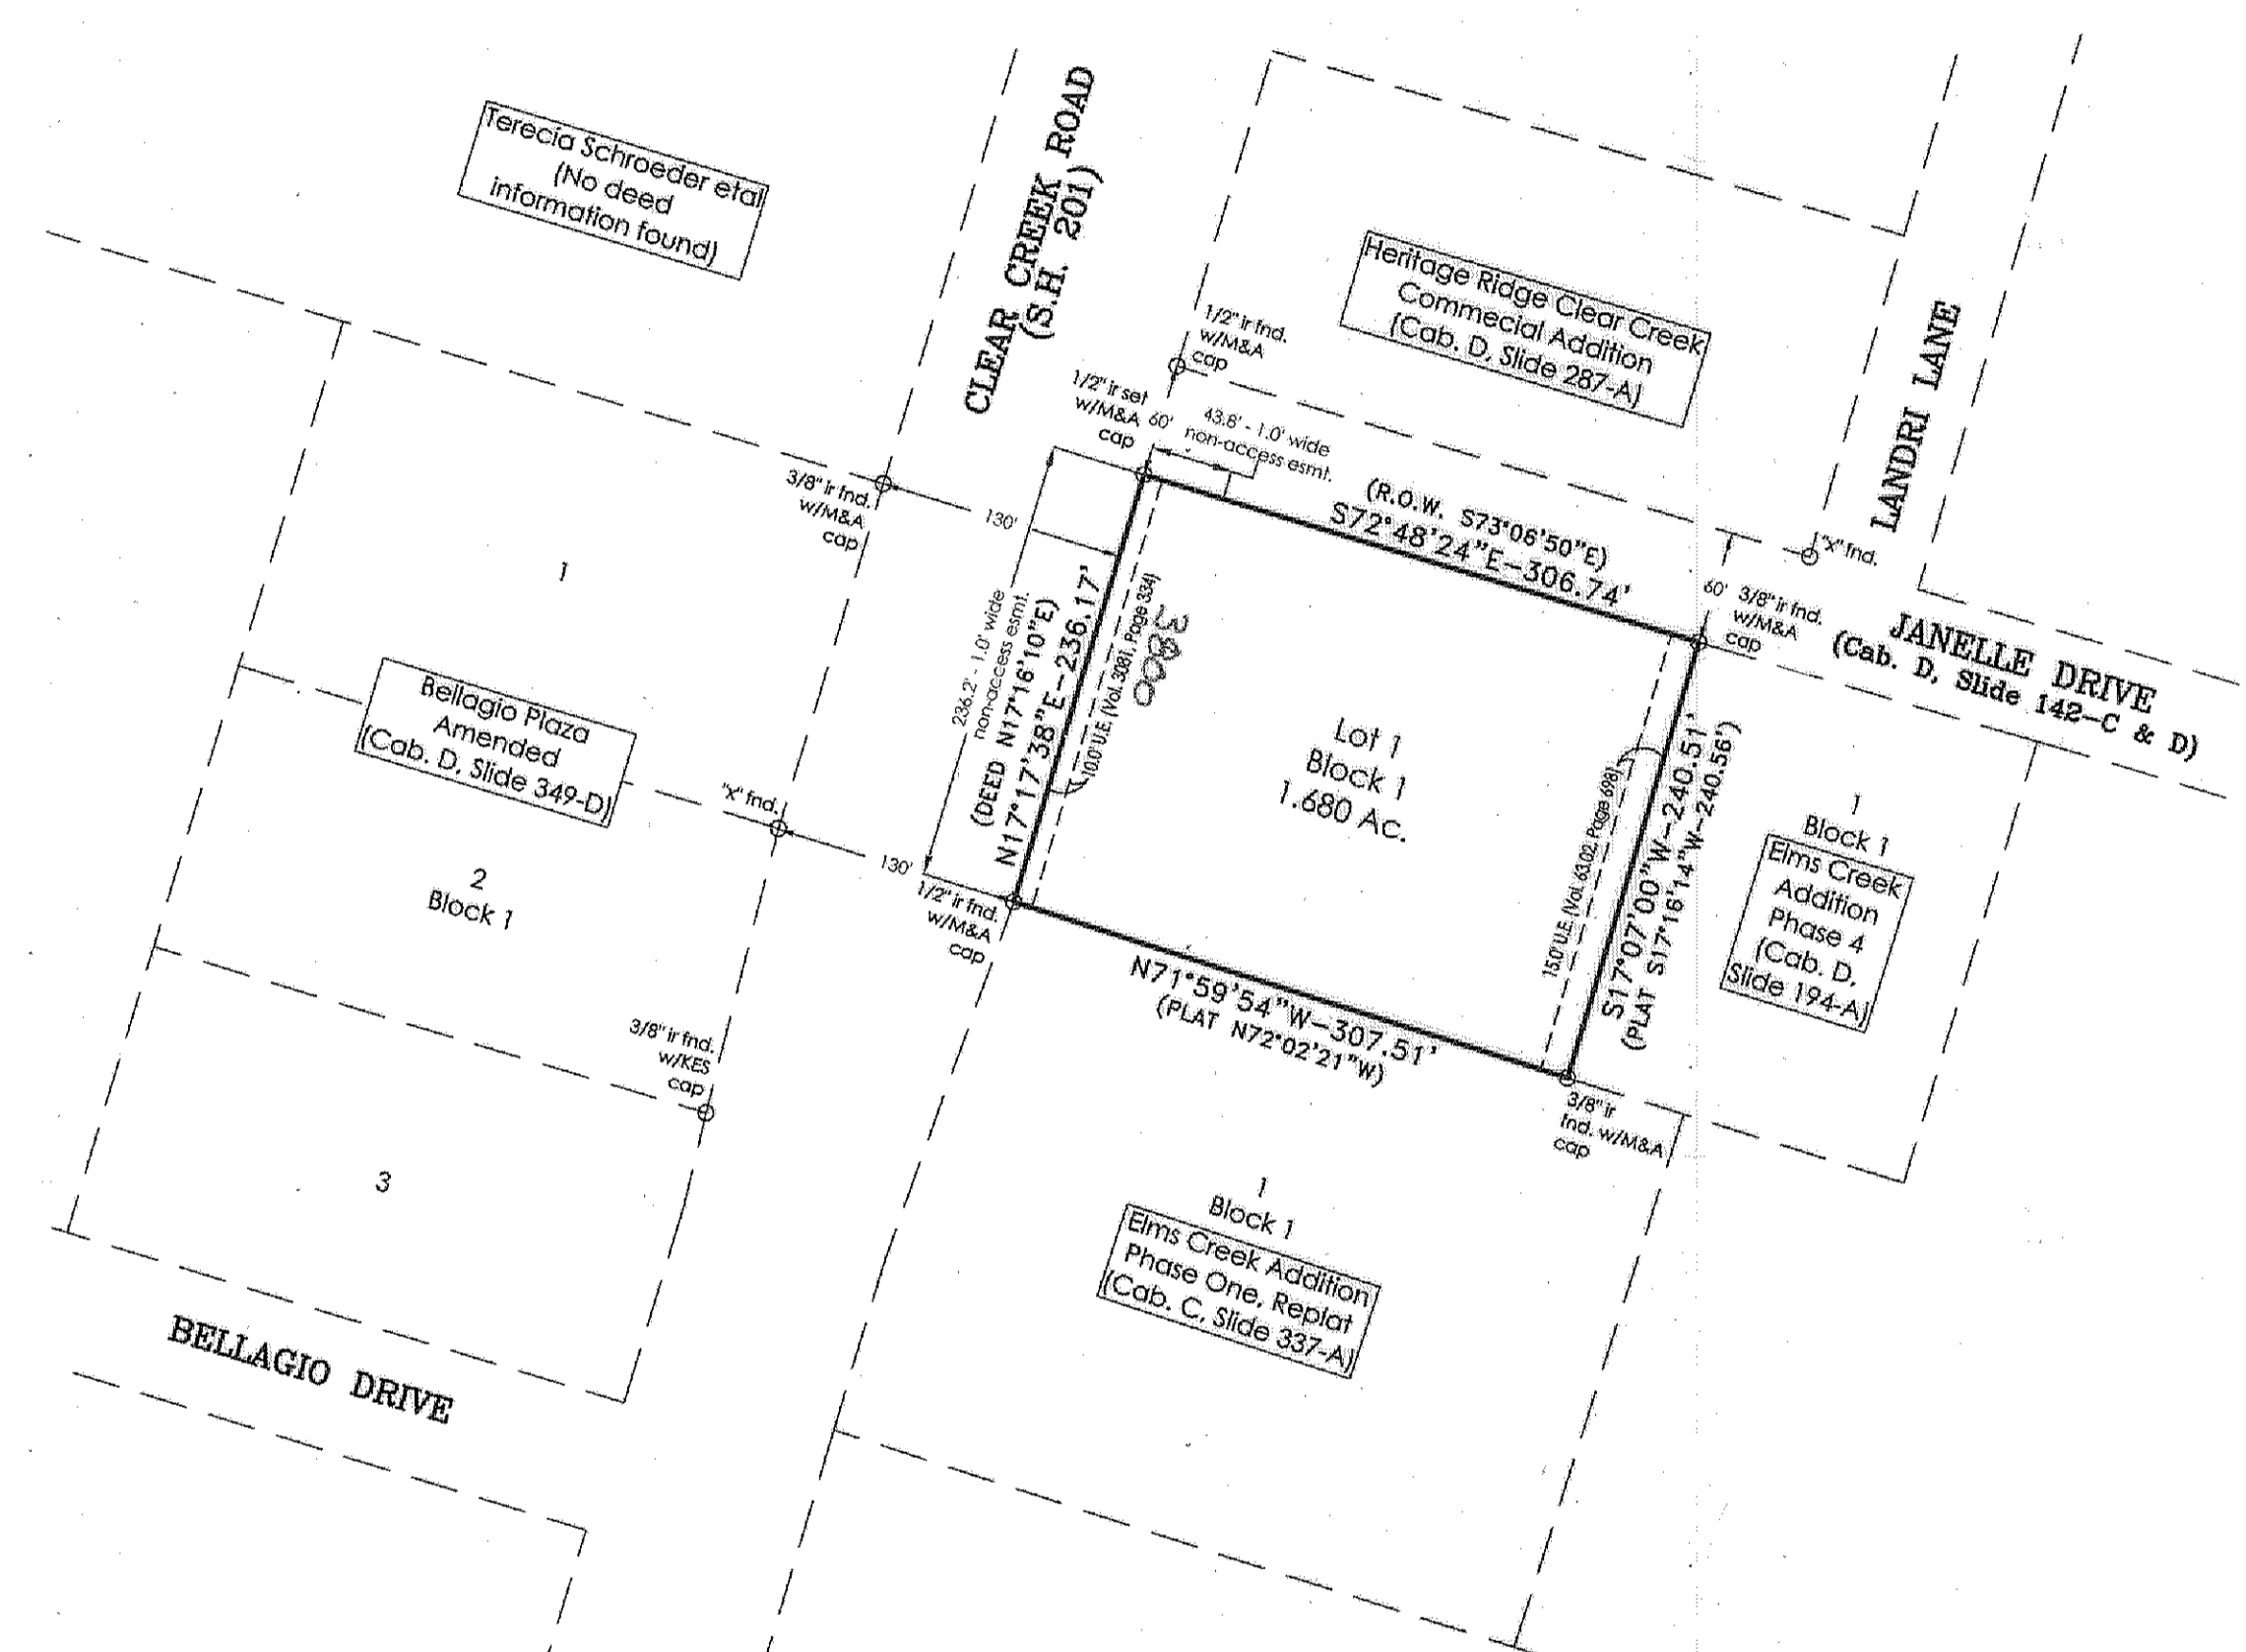 Terecia Schroeder etal
(No deed
information found)
CLEAR CREEK ROAD
(S.H. 201)
Heritage Ridge Clear Creek
Commecial Addition
(Cab. D, Slide 287-A)
LANDRI LANE
1/2" ir fnd.
w/M&A
cap
1/2" ir set
w/M&A
cap
60'
43.8' - 1.0' wide
non-access esmt.
3/8" ir fnd.
w/M&A
cap
130'
(R.O.W. S73°06'50"E)
S72°48'24"E-306.74'
"x" fnd.
60'
3/8" ir fnd.
w/M&A
cap
JANELLE DRIVE
(Cab. D, Slide 142-C & D)
1
236.2' - 1.0' wide
non-access esmt.
(DEED N17°16'10"E)
N17°17'38"E-236.17'
10.0' U.E. (Vol. 3081, Page 334)
3800
Lot 1
Block 1
1.680 Ac.
15.0' U.E. (Vol. 6302, Page 698)
S17°07'00"W-240.51'
(PLAT S17°16'14"W-240.56')
1
Block 1
Elms Creek
Addition
Phase 4
(Cab. D,
Slide 194-A)
Bellagio Plaza
Amended
(Cab. D, Slide 349-D)
"x" fnd.
130'
2
Block 1
1/2" ir fnd.
w/M&A
cap
N71°59'54"W-307.51'
(PLAT N72°02'21"W)
3/8" ir fnd.
w/KES
cap
3/8" ir
fnd. w/M&A
cap
3
1
Block 1
Elms Creek Addition
Phase One, Replat
(Cab. C, Slide 337-A)
BELLAGIO DRIVE